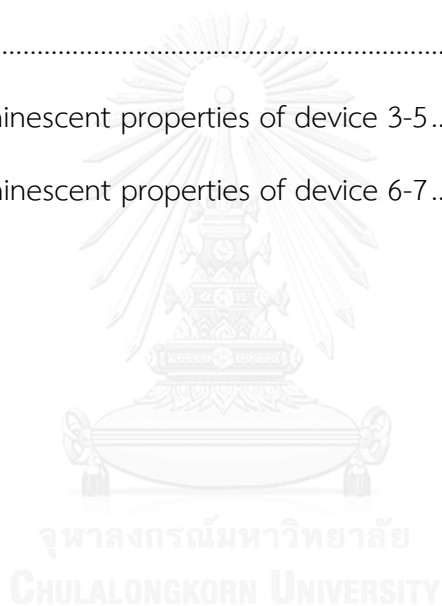 ................................................................
inescent properties of device 3-5..
inescent properties of device 6-7..
จุฬาลงกรณ์มหาวิทยาลัย
CHULALONGKORN UNIVERSITY